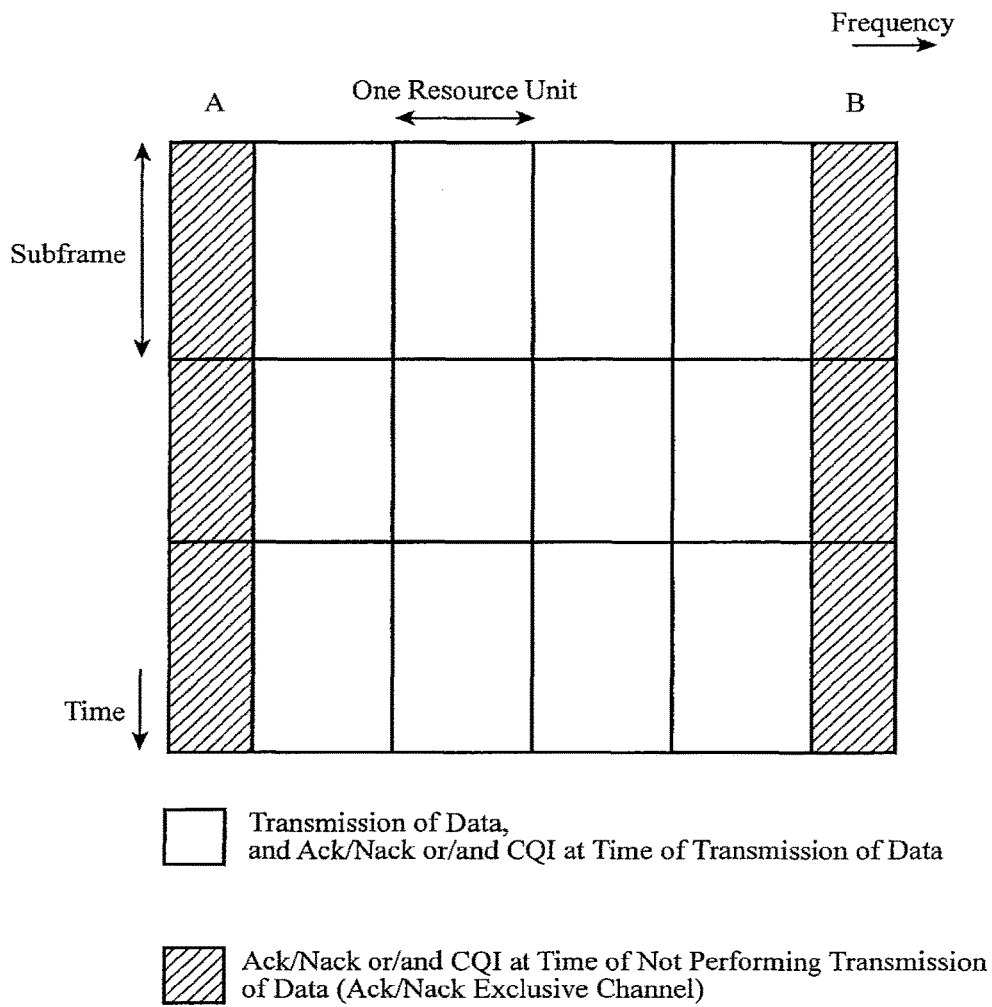 Frequency
A
One Resource Unit
B
Subframe
Time
Transmission of Data,
and Ack/Nack or/and CQI at Time of Transmission of Data
Ack/Nack or/and CQI at Time of Not Performing Transmission
of Data (Ack/Nack Exclusive Channel)